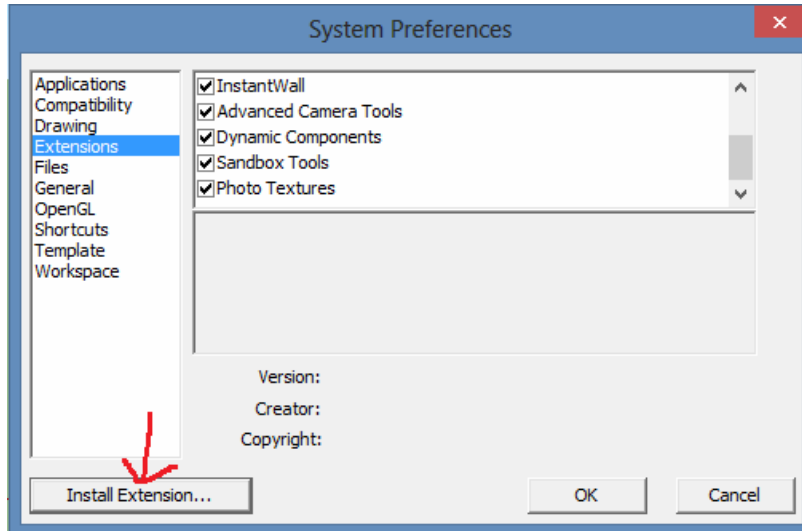 System Preferences
Applications
Compatibility
Drawing
Extensions
Files
General
OpenGL
Shortcuts
Template
Workspace
InstantWall
Advanced Camera Tools
Dynamic Components
Sandbox Tools
Photo Textures
Version:
Creator:
Copyright:
Install Extension...
OK
Cancel